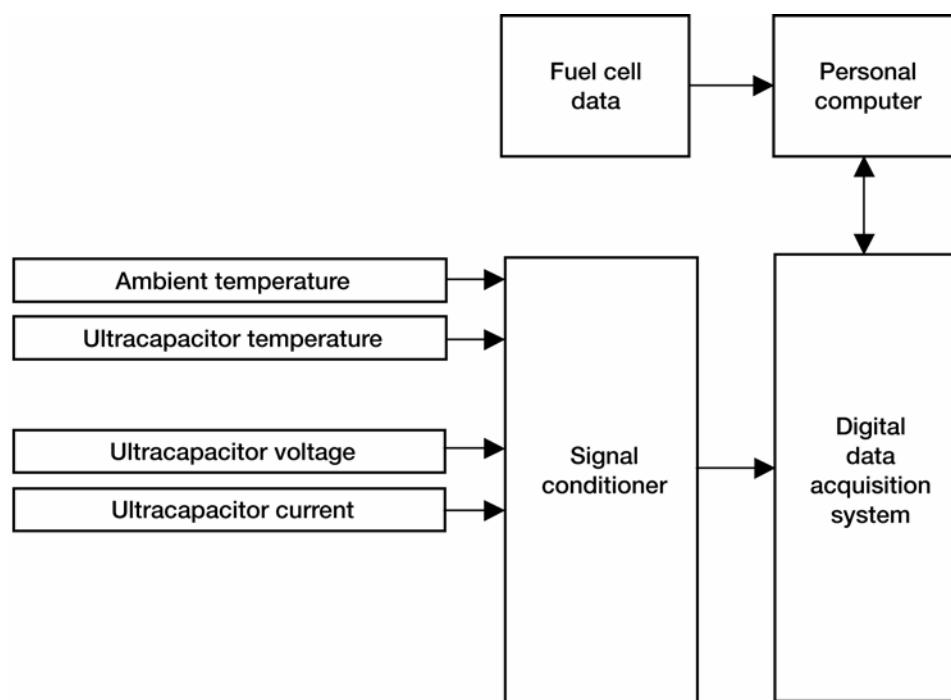 Fuel cell
data
Personal
computer
Ambient temperature
Ultracapacitor temperature
Ultracapacitor voltage
Ultracapacitor current
Signal
conditioner
Digital
data
acquisition
system